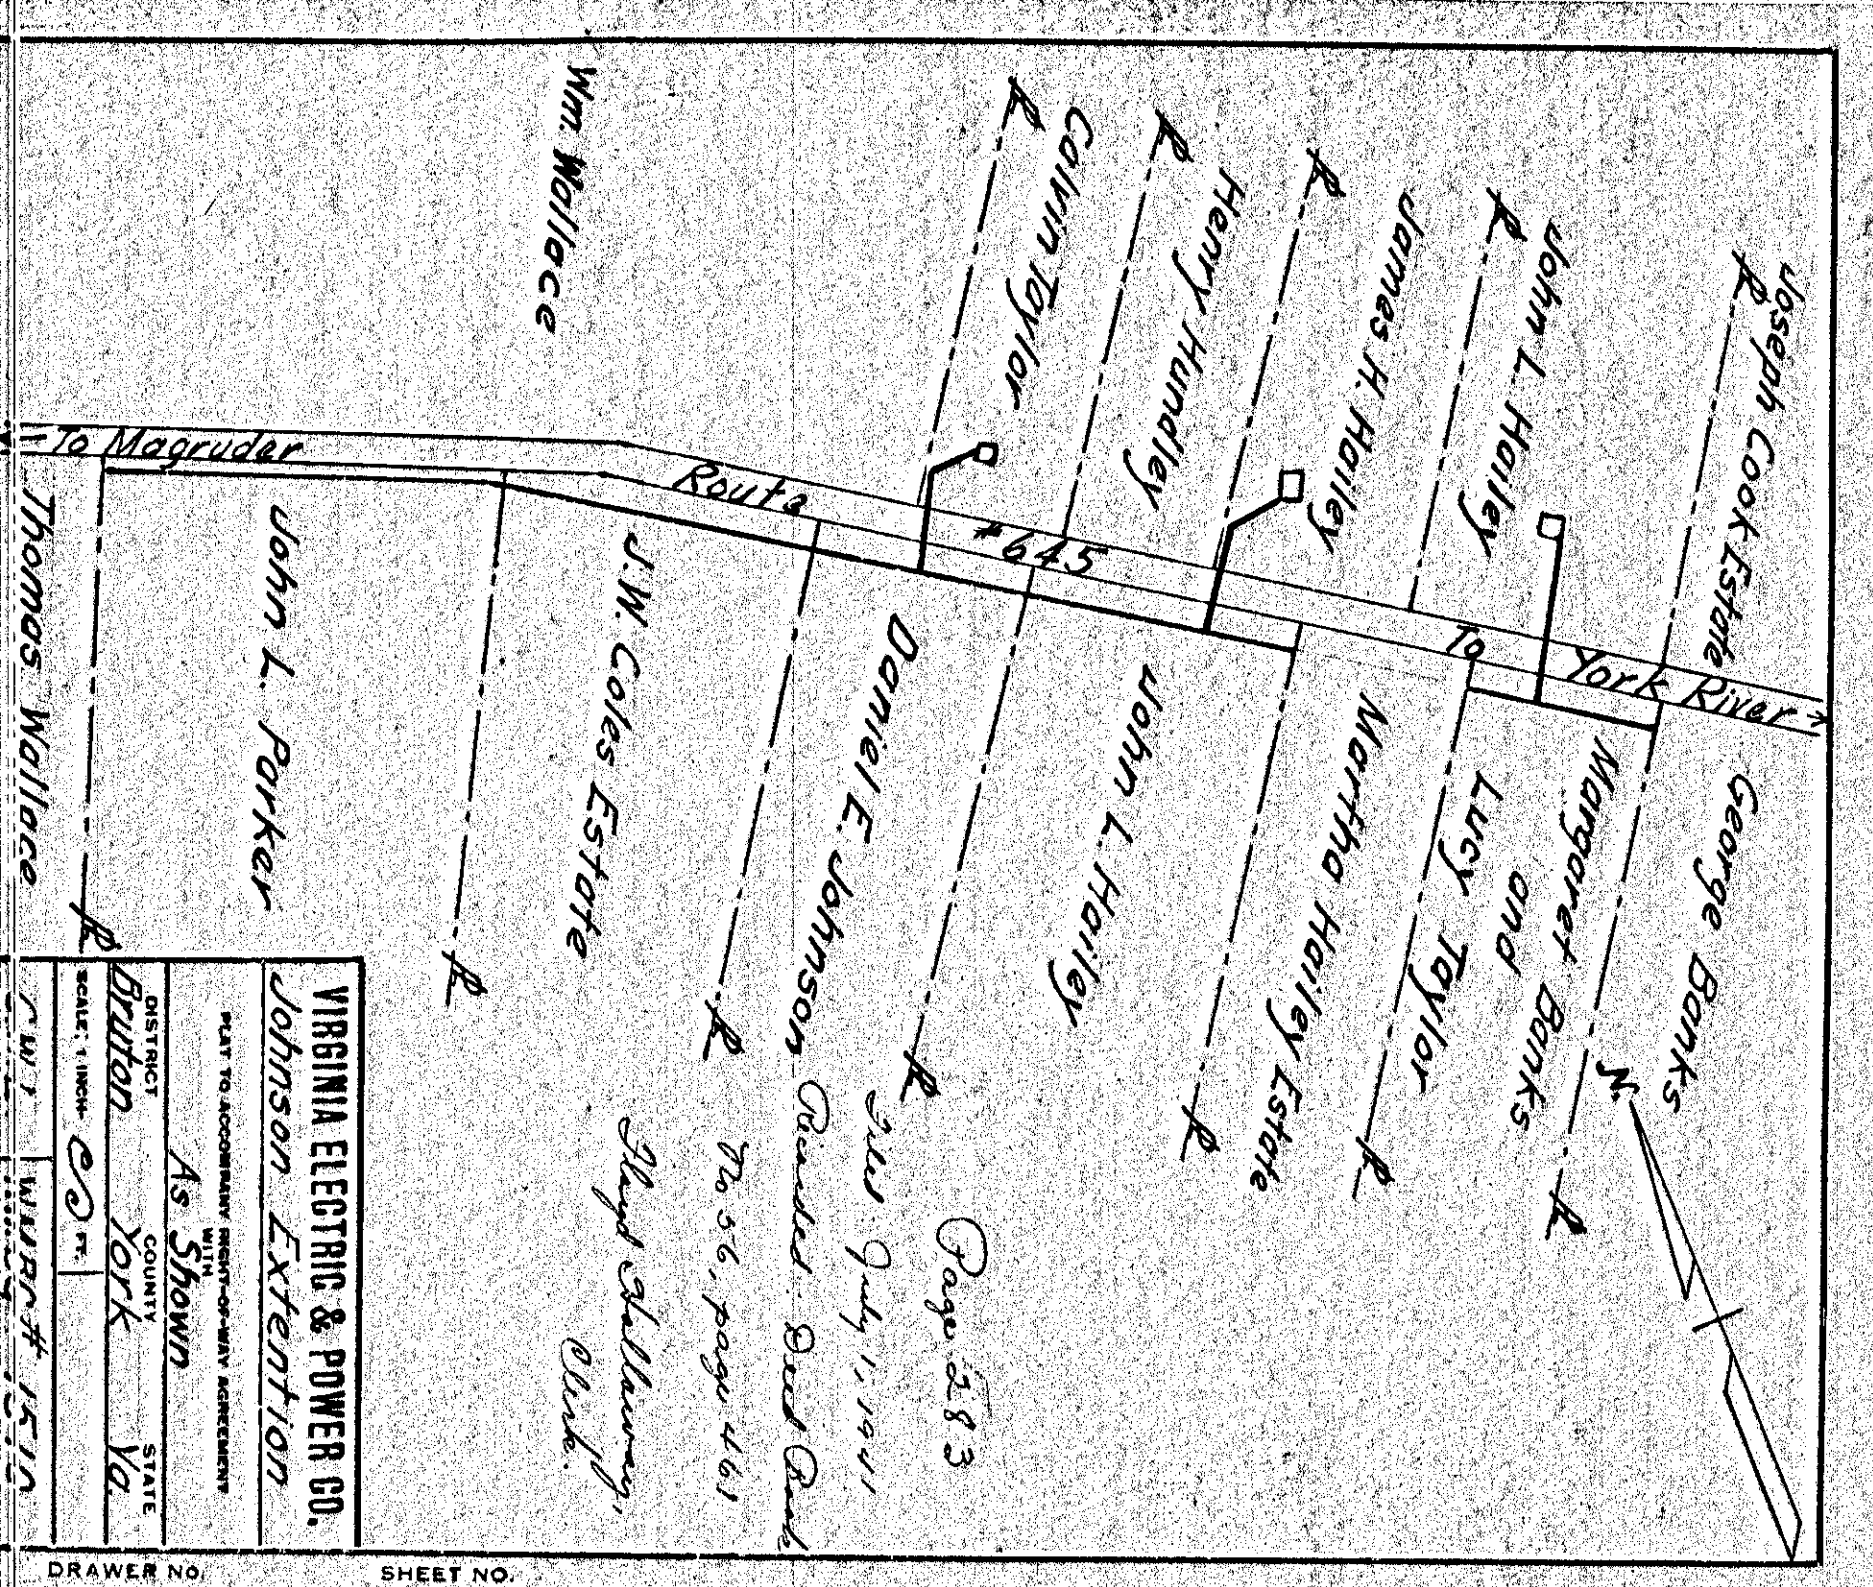 Wm. Wallace
Calvin Taylor
Henry Hundley
James H. Hailey
John L. Hailey
Joseph Cook Estate
To Magruder
Route
#645
To
York River
Thomas Wallace
John L. Parker
J.W. Coles Estate
Daniel E. Johnson
John L. Hailey
Martha Hailey Estate
Lucy Taylor
and
Margaret Banks
George Banks
N.
Page 283
Filed: July 1, 1941
Recorded: Deed Book
No 56, page 461
Floyd Holloway,
Clerk.
VIRGINIA ELECTRIC & POWER CO.
Johnson Extention
PLAT TO ACCOMPANY RIGHT-OF-WAY AGREEMENT
WITH
As Shown
DISTRICT COUNTY STATE
Bruton York Va.
SCALE: 1 INCH= FT.
DRAWER NO.
SHEET NO.